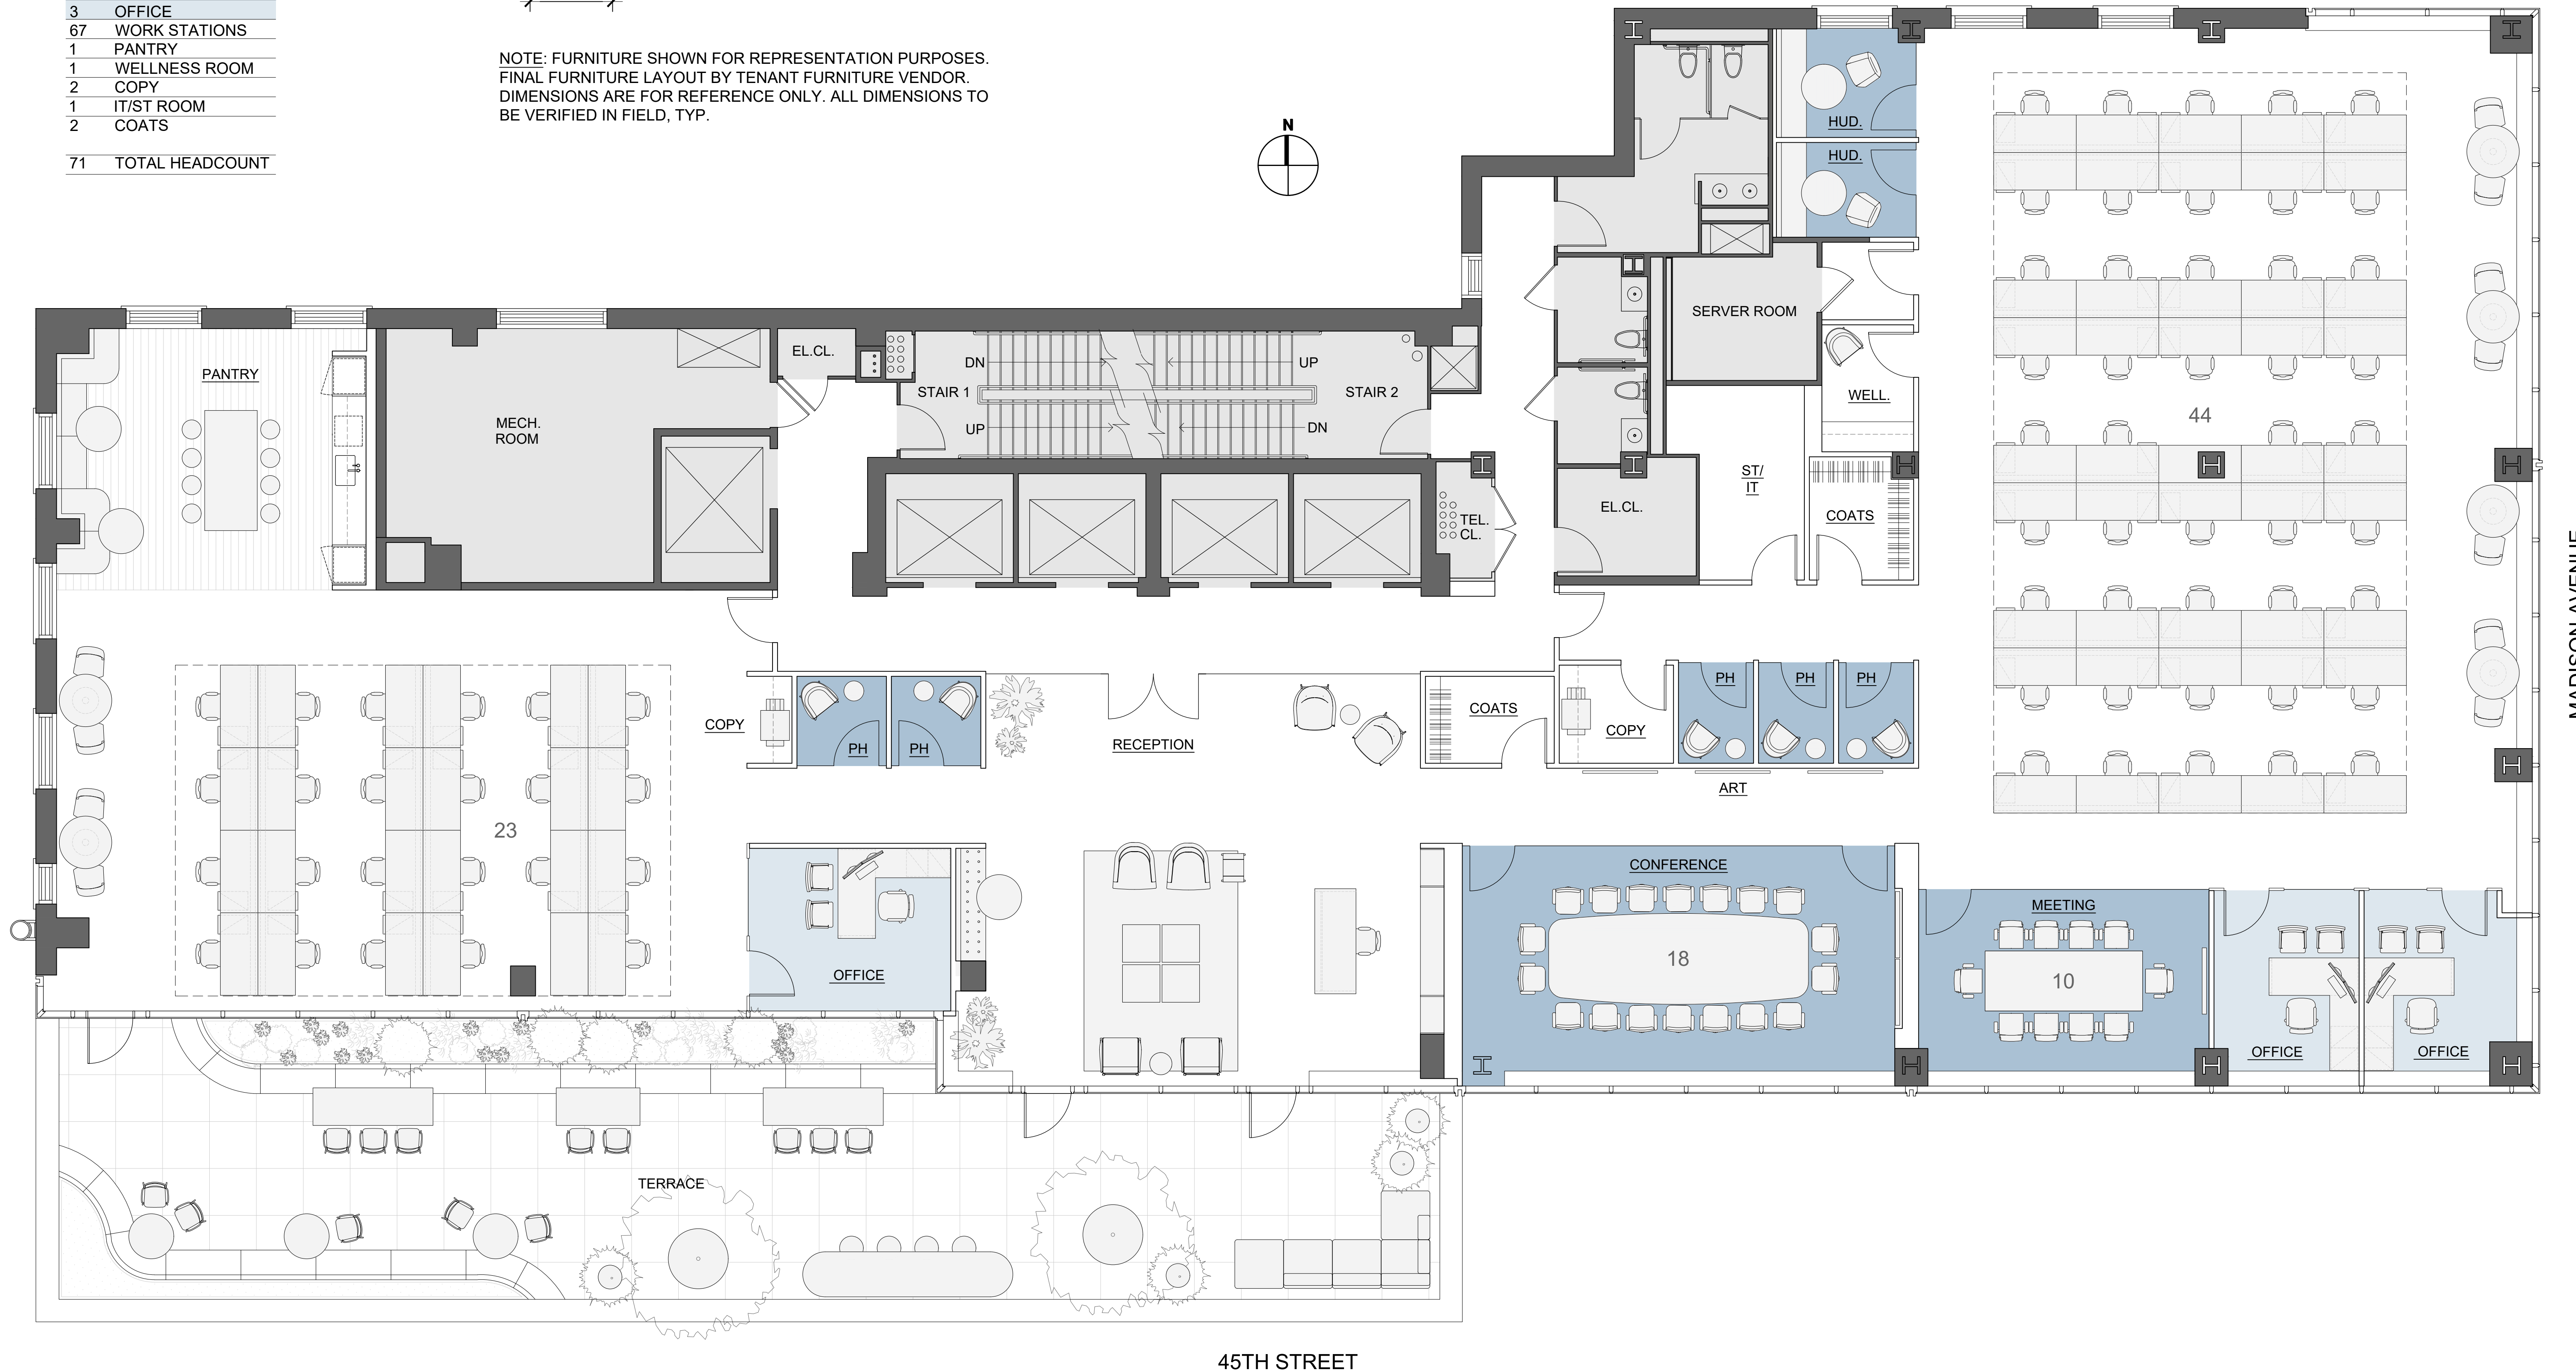 3 OFFICE
67 WORK STATIONS
1 PANTRY
1 WELLNESS ROOM
2 COPY
1 IT/ST ROOM
2 COATS
71 TOTAL HEADCOUNT
NOTE: FURNITURE SHOWN FOR REPRESENTATION PURPOSES.
FINAL FURNITURE LAYOUT BY TENANT FURNITURE VENDOR.
DIMENSIONS ARE FOR REFERENCE ONLY. ALL DIMENSIONS TO
BE VERIFIED IN FIELD, TYP.
N
HUD.
HUD.
SERVER ROOM
PANTRY
MECH.
ROOM
EL.CL.
DN
UP
STAIR 1
STAIR 2
UP
DN
WELL.
44
ST/
IT
COATS
EL.CL.
TEL.
CL.
COPY
PH
PH
RECEPTION
COATS
COPY
PH
PH
PH
ART
MADISON AVENUE
23
OFFICE
CONFERENCE
18
MEETING
10
OFFICE
OFFICE
TERRACE
45TH STREET